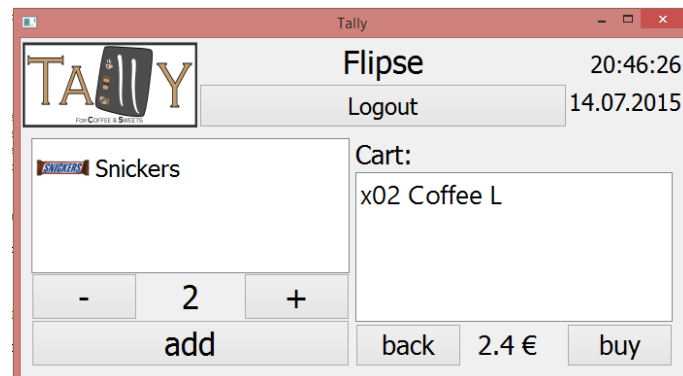 Tally
TALLY
FOR COFFEE & SWEETS
Flipse
20:46:26
Logout
14.07.2015
SNICKERS Snickers
Cart:
x02 Coffee L
- 2 +
add
back 2.4 € buy